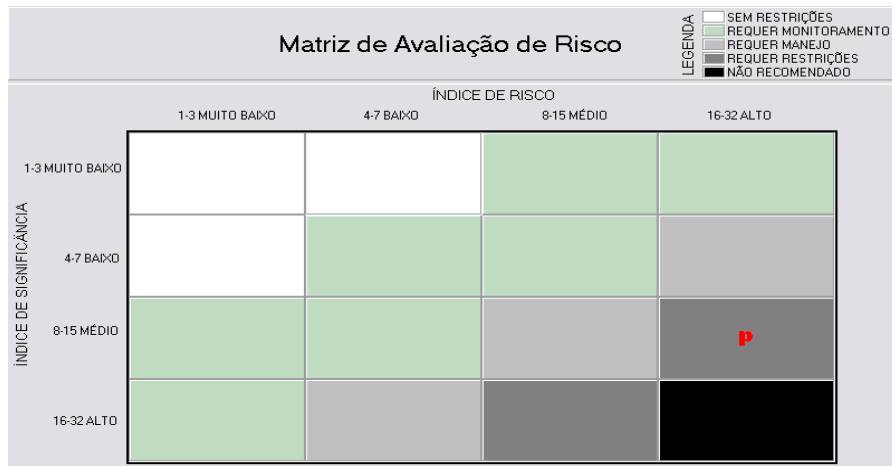 Matriz de Avaliação de Risco
LEGENDA
SEM RESTRIÇÕES
REQUER MONITORAMENTO
REQUER MANEJO
REQUER RESTRIÇÕES
NÃO RECOMENDADO
ÍNDICE DE RISCO
1-3 MUITO BAIXO 4-7 BAIXO 8-15 MÉDIO 16-32 ALTO
ÍNDICE DE SIGNIFICÂNCIA
1-3 MUITO BAIXO
4-7 BAIXO
8-15 MÉDIO
p
16-32 ALTO